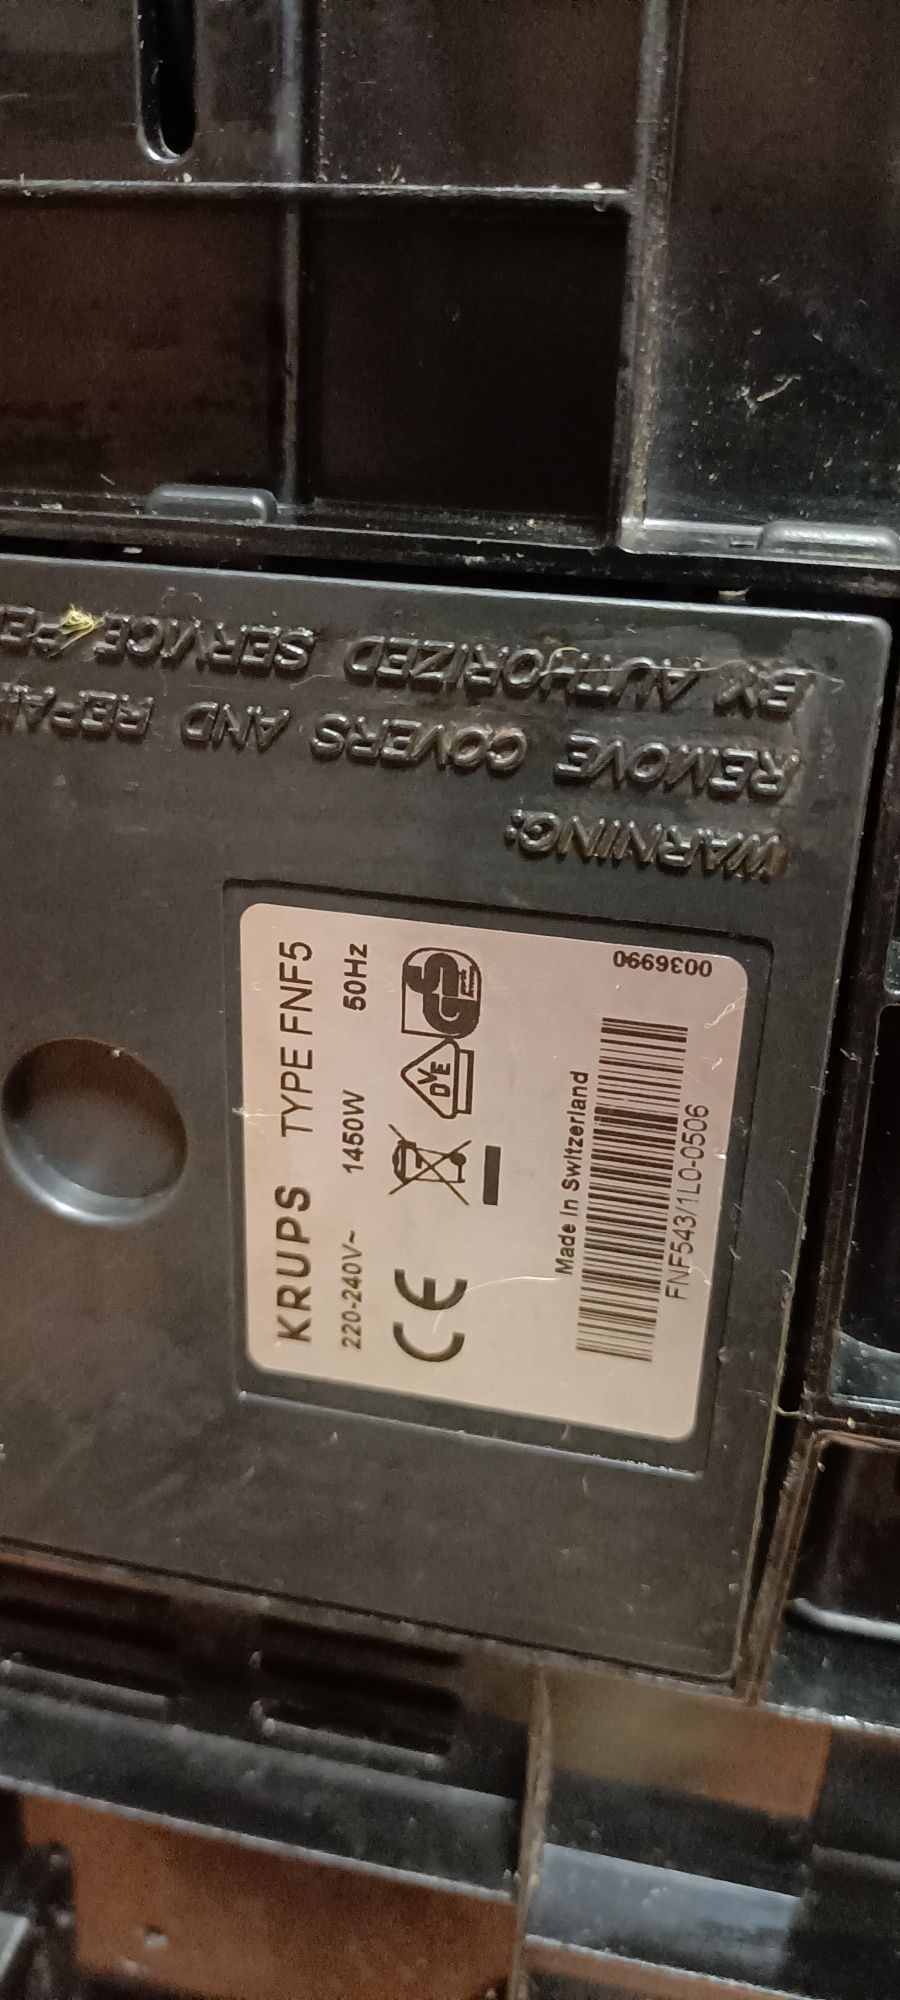 KRUPS TYPE FNF5
220-240V~ 1450W 50Hz
CE
DVE
GS
Made in Switzerland
FNF543/1L0-0506
0036990
WARNING:
REMOVE COVERS AND
BY AUTHORIZED SERVICE